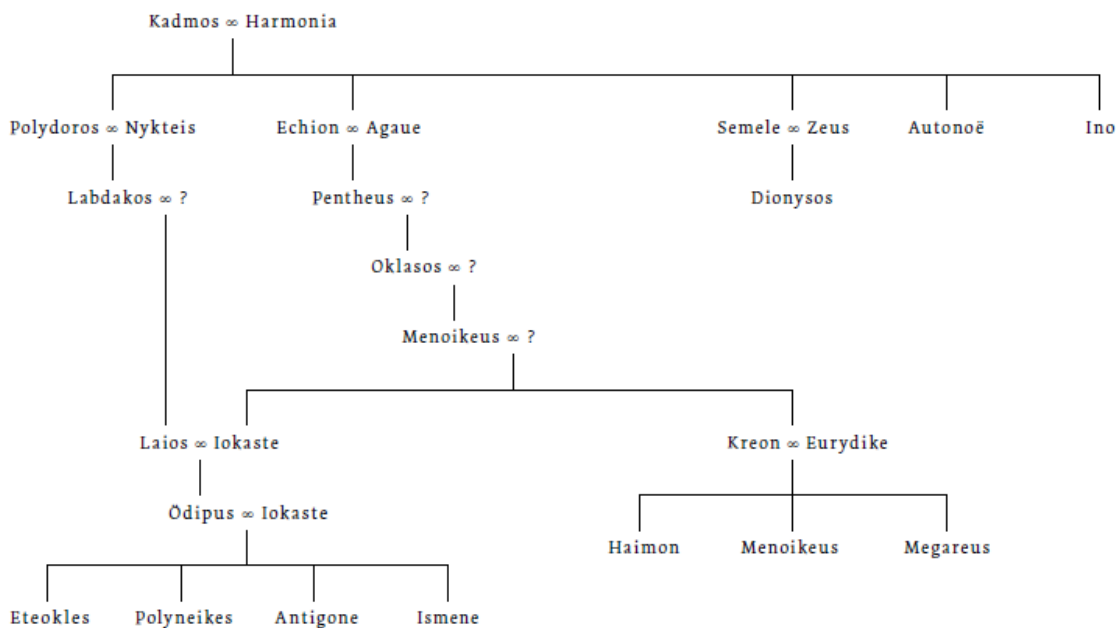 Kadmos ∞ Harmonia
Polydoros ∞ Nykteis Echion ∞ Agaue Semele ∞ Zeus Autonoë Ino
Labdakos ∞ ? Pentheus ∞ ? Dionysos
Oklasos ∞ ?
Menoikeus ∞ ?
Laios ∞ Iokaste Kreon ∞ Eurydike
Ödipus ∞ Iokaste
Haimon Menoikeus Megareus
Eteokles Polyneikes Antigone Ismene